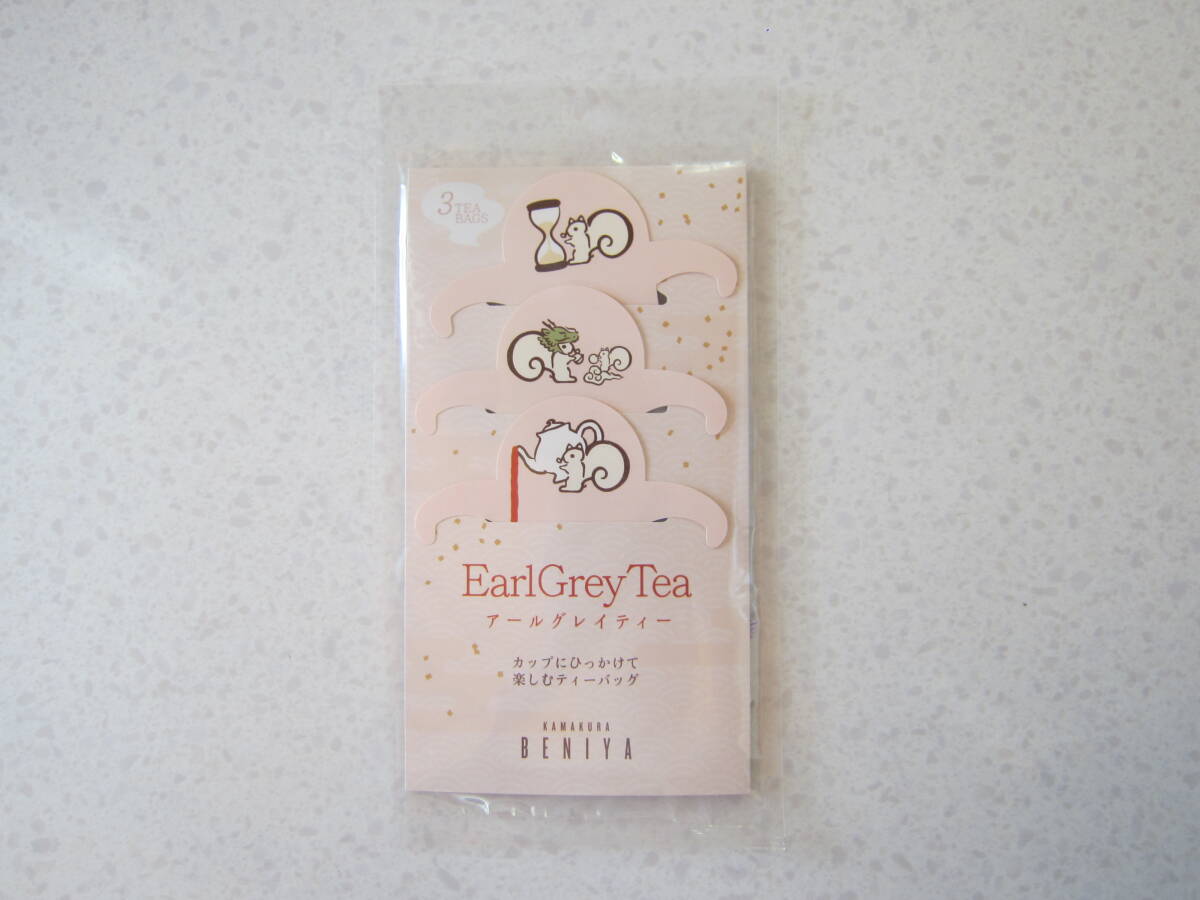 3 TEA
BAGS
EarlGreyTea
アールグレイティー
カップにひっかけて
楽しむティーバッグ
KAMAKURA
BENIYA